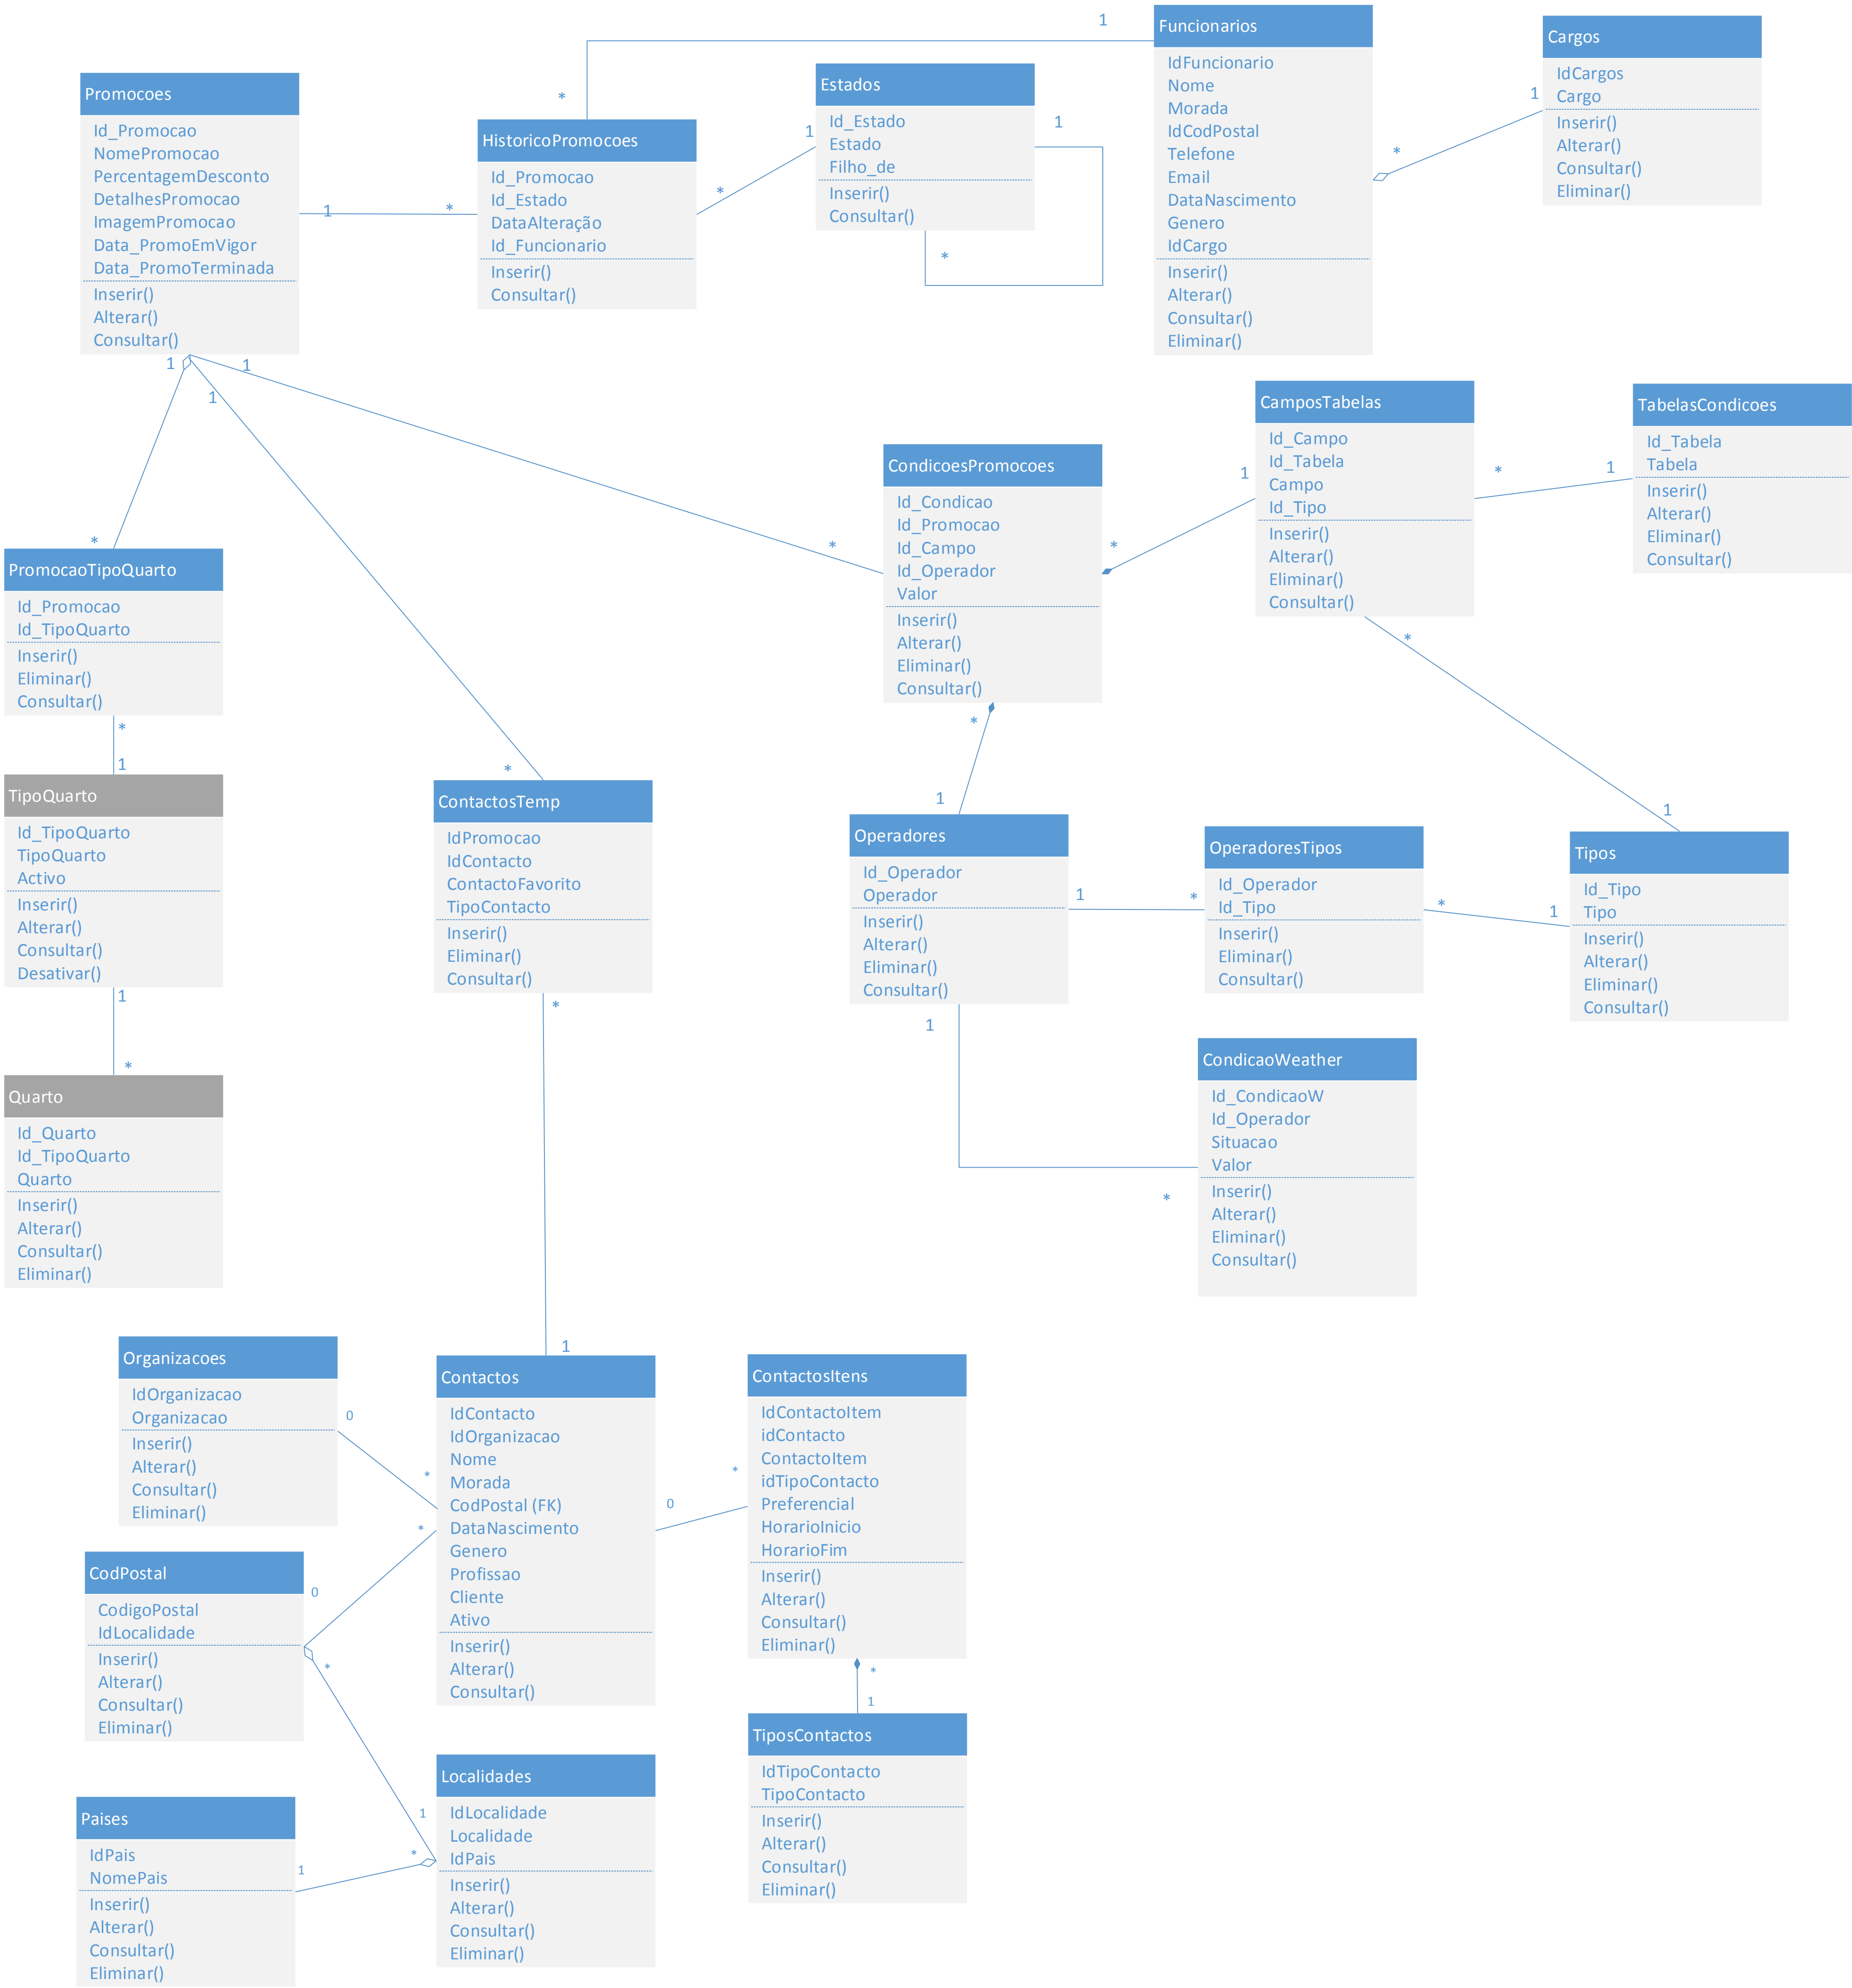 Promocoes
Id_Promocao
NomePromocao
PercentagemDesconto
DetalhesPromocao
ImagemPromocao
Data_PromoEmVigor
Data_PromoTerminada
Inserir()
Alterar()
Consultar()
1
*
HistoricoPromocoes
Id_Promocao
Id_Estado
DataAlteração
Id_Funcionario
Inserir()
Consultar()
*
1
*
1
Estados
Id_Estado
Estado
Filho_de
Inserir()
Consultar()
1
*
Funcionarios
IdFuncionario
Nome
Morada
IdCodPostal
Telefone
Email
DataNascimento
Genero
IdCargo
Inserir()
Alterar()
Consultar()
Eliminar()
*
1
Cargos
IdCargos
Cargo
Inserir()
Alterar()
Consultar()
Eliminar()
1
1
1
*
*
*
PromocaoTipoQuarto
Id_Promocao
Id_TipoQuarto
Inserir()
Eliminar()
Consultar()
*
1
TipoQuarto
Id_TipoQuarto
TipoQuarto
Activo
Inserir()
Alterar()
Consultar()
Desativar()
1
*
Quarto
Id_Quarto
Id_TipoQuarto
Quarto
Inserir()
Alterar()
Consultar()
Eliminar()
ContactosTemp
IdPromocao
IdContacto
ContactoFavorito
TipoContacto
Inserir()
Eliminar()
Consultar()
*
1
CondicoesPromocoes
Id_Condicao
Id_Promocao
Id_Campo
Id_Operador
Valor
Inserir()
Alterar()
Eliminar()
Consultar()
*
1
CamposTabelas
Id_Campo
Id_Tabela
Campo
Id_Tipo
Inserir()
Alterar()
Eliminar()
Consultar()
*
1
TabelasCondicoes
Id_Tabela
Tabela
Inserir()
Alterar()
Eliminar()
Consultar()
*
1
*
1
Operadores
Id_Operador
Operador
Inserir()
Alterar()
Eliminar()
Consultar()
1
*
OperadoresTipos
Id_Operador
Id_Tipo
Inserir()
Eliminar()
Consultar()
*
1
Tipos
Id_Tipo
Tipo
Inserir()
Alterar()
Eliminar()
Consultar()
1
*
CondicaoWeather
Id_CondicaoW
Id_Operador
Situacao
Valor
Inserir()
Alterar()
Eliminar()
Consultar()
Organizacoes
IdOrganizacao
Organizacao
Inserir()
Alterar()
Consultar()
Eliminar()
0
*
Contactos
IdContacto
IdOrganizacao
Nome
Morada
CodPostal (FK)
DataNascimento
Genero
Profissao
Cliente
Ativo
Inserir()
Alterar()
Consultar()
0
*
ContactosItens
IdContactoItem
idContacto
ContactoItem
idTipoContacto
Preferencial
HorarioInicio
HorarioFim
Inserir()
Alterar()
Consultar()
Eliminar()
*
1
TiposContactos
IdTipoContacto
TipoContacto
Inserir()
Alterar()
Consultar()
Eliminar()
*
0
CodPostal
CodigoPostal
IdLocalidade
Inserir()
Alterar()
Consultar()
Eliminar()
*
1
Localidades
IdLocalidade
Localidade
IdPais
Inserir()
Alterar()
Consultar()
Eliminar()
*
1
Paises
IdPais
NomePais
Inserir()
Alterar()
Consultar()
Eliminar()